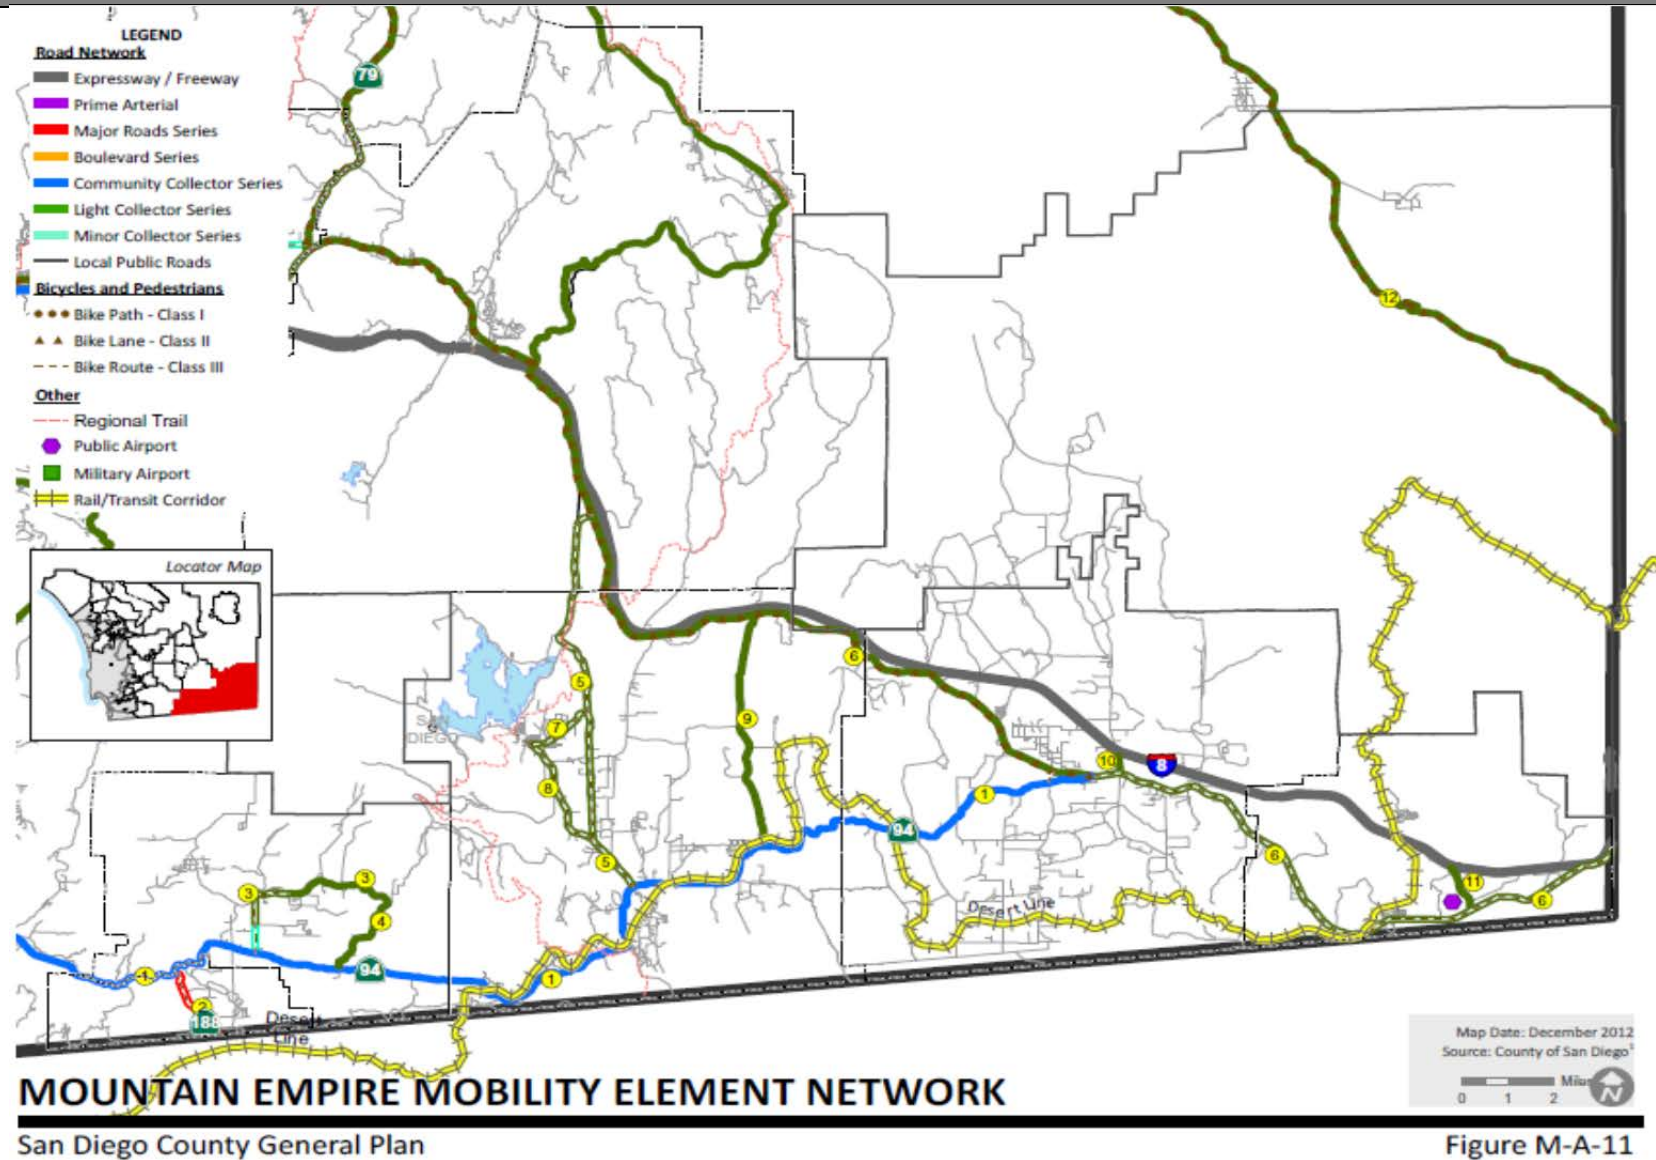 LEGEND
Road Network
Expressway / Freeway
Prime Arterial
Major Roads Series
Boulevard Series
Community Collector Series
Light Collector Series
Minor Collector Series
Local Public Roads
Bicycles and Pedestrians
Bike Path - Class I
Bike Lane - Class II
Bike Route - Class III
Other
Regional Trail
Public Airport
Military Airport
Rail/Transit Corridor
Locator Map
79
12
6
5
SAN
DIEGO
7
9
10
8
8
1
94
6
5
3
3
11
4
6
Desert Line
94
1
1
2
188
Desert
Line
Map Date: December 2012
Source: County of San Diego¹
Miles
0 1 2
N
MOUNTAIN EMPIRE MOBILITY ELEMENT NETWORK
San Diego County General Plan
Figure M-A-11